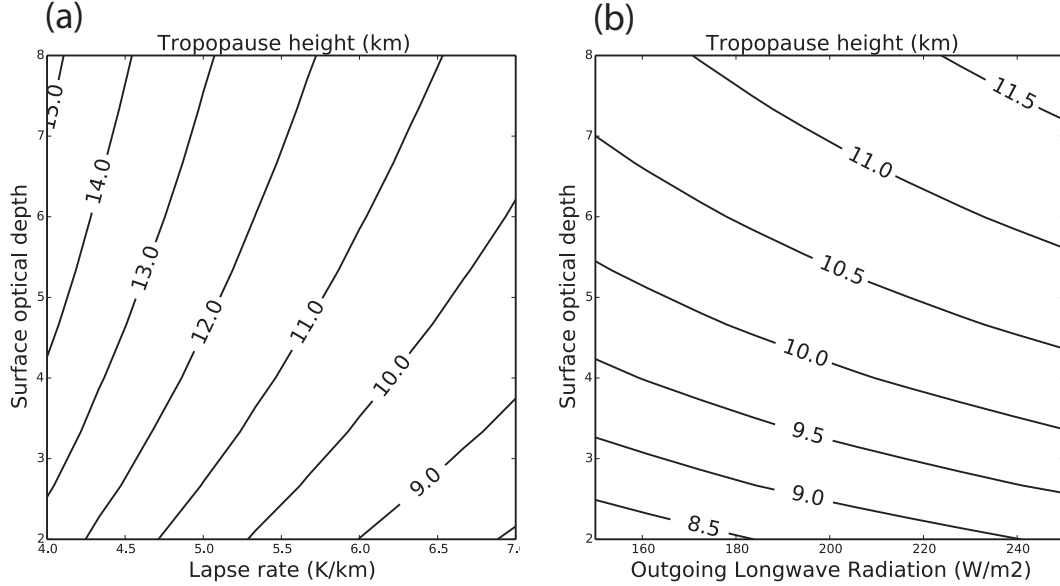 (a)
Tropopause height (km)
8
7
6
5
4
3
2
Surface optical depth
15.0
14.0
13.0
12.0
11.0
10.0
9.0
4.0 4.5 5.0 5.5 6.0 6.5 7.0
Lapse rate (K/km)
(b)
Tropopause height (km)
8
7
6
5
4
3
2
Surface optical depth
11.5
11.0
10.5
10.0
9.5
9.0
8.5
160 180 200 220 240
Outgoing Longwave Radiation (W/m2)